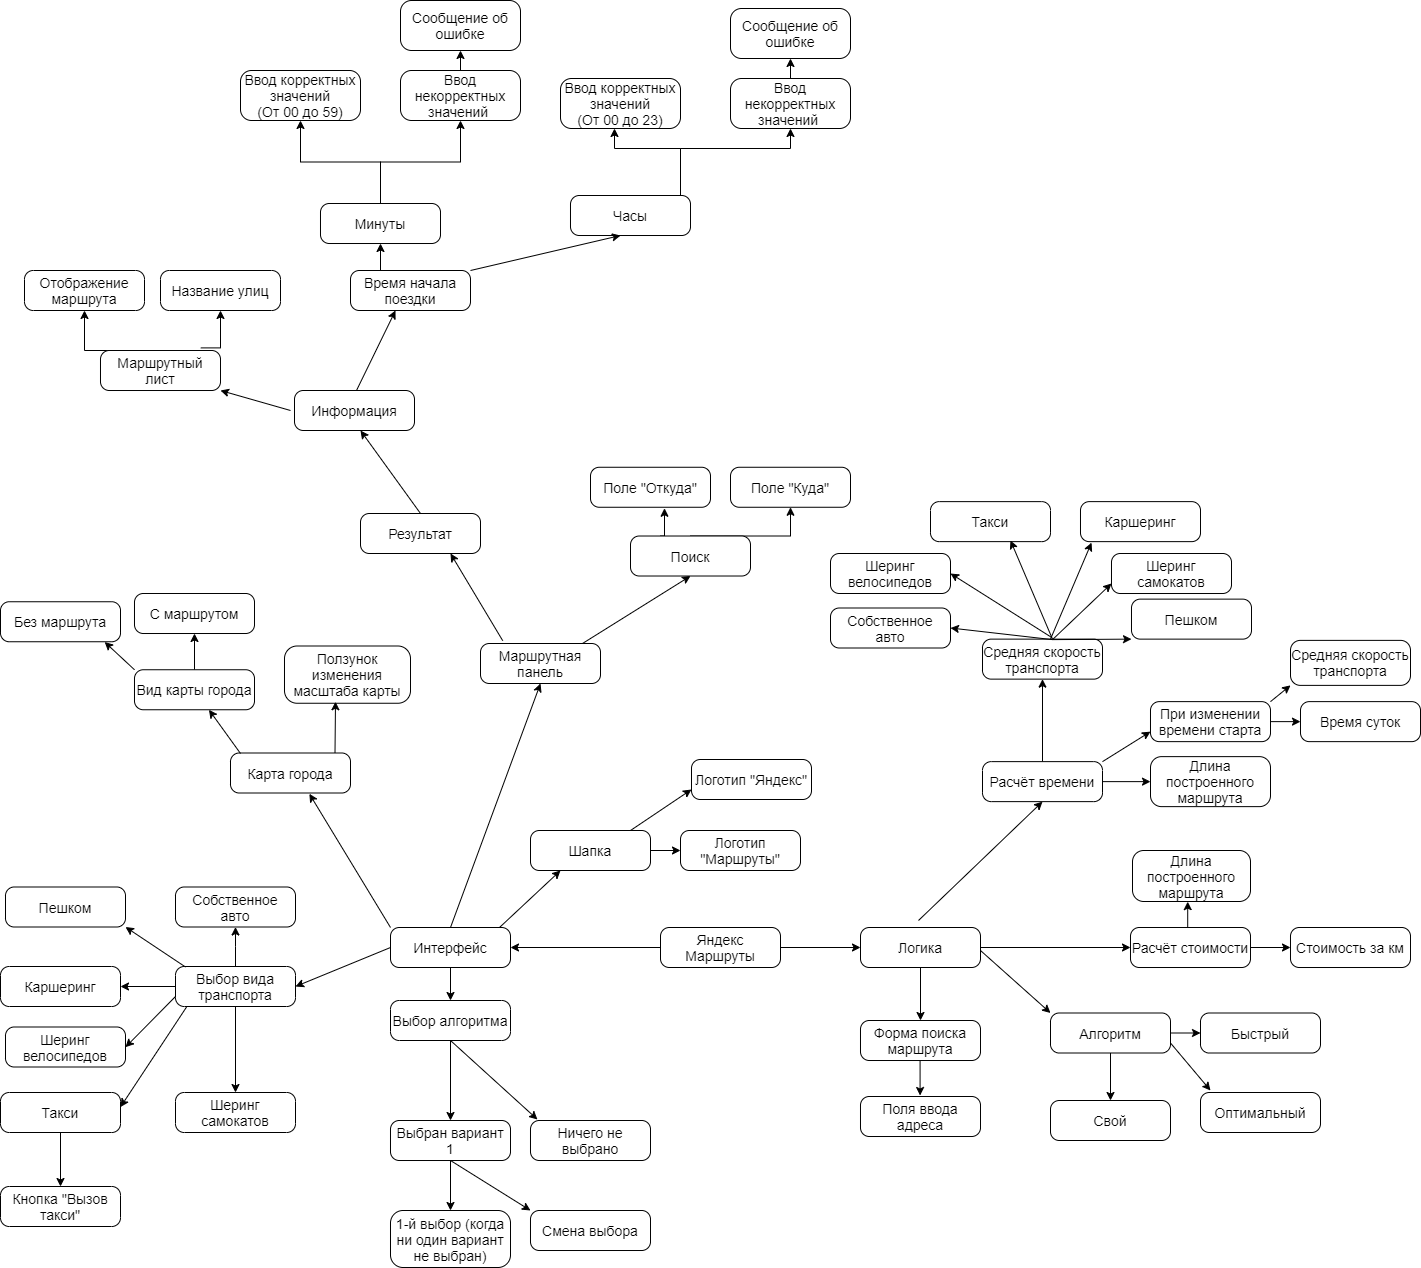 Сообщение об
ошибке
Сообщение об
ошибке
Ввод корректных
значений
(От 00 до 59)
Ввод
некорректных
значений
Ввод корректных
значений
(От 00 до 23)
Ввод
некорректных
значений
Минуты
Часы
Отображение
маршрута
Название улиц
Время начала
поездки
Маршрутный
лист
Информация
Результат
Поле "Откуда"
Поле "Куда"
Поиск
Такси
Каршеринг
Шеринг
велосипедов
Шеринг
самокатов
Собственное
авто
Пешком
Средняя скорость
транспорта
Без маршрута
С маршрутом
Вид карты города
Ползунок
изменения
масштаба карты
Маршрутная
панель
Средняя скорость
транспорта
При изменении
времени старта
Время суток
Карта города
Расчёт времени
Длина
построенного
маршрута
Логотип "Яндекс"
Шапка
Логотип
"Маршруты"
Длина
построенного
маршрута
Пешком
Собственное
авто
Интерфейс
Яндекс
Маршруты
Логика
Расчёт стоимости
Стоимость за км
Каршеринг
Выбор вида
транспорта
Выбор алгоритма
Форма поиска
маршрута
Алгоритм
Быстрый
Шеринг
велосипедов
Такси
Шеринг
самокатов
Поля ввода
адреса
Свой
Оптимальный
Выбран вариант
1
Ничего не
выбрано
Кнопка "Вызов
такси"
1-й выбор (когда
ни один вариант
не выбран)
Смена выбора